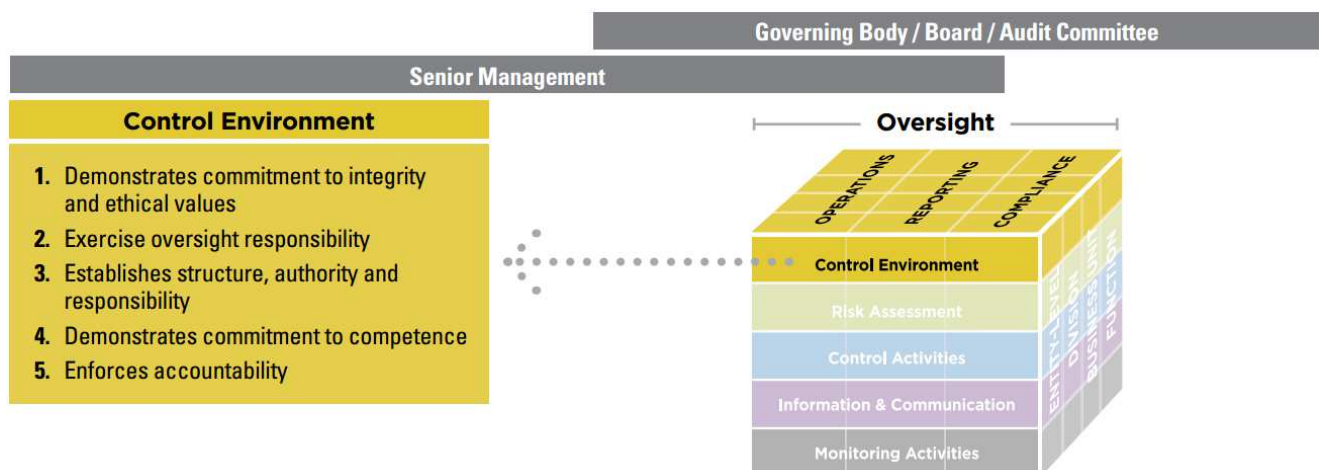 Governing Body / Board / Audit Committee
Senior Management
Control Environment
1. Demonstrates commitment to integrity
and ethical values
2. Exercise oversight responsibility
3. Establishes structure, authority and
responsibility
4. Demonstrates commitment to competence
5. Enforces accountability
Oversight
OPERATIONS
REPORTING
COMPLIANCE
Control Environment
Risk Assessment
Control Activities
Information & Communication
Monitoring Activities
ENTITY-LEVEL
DIVISION
BUSINESS UNIT
FUNCTION